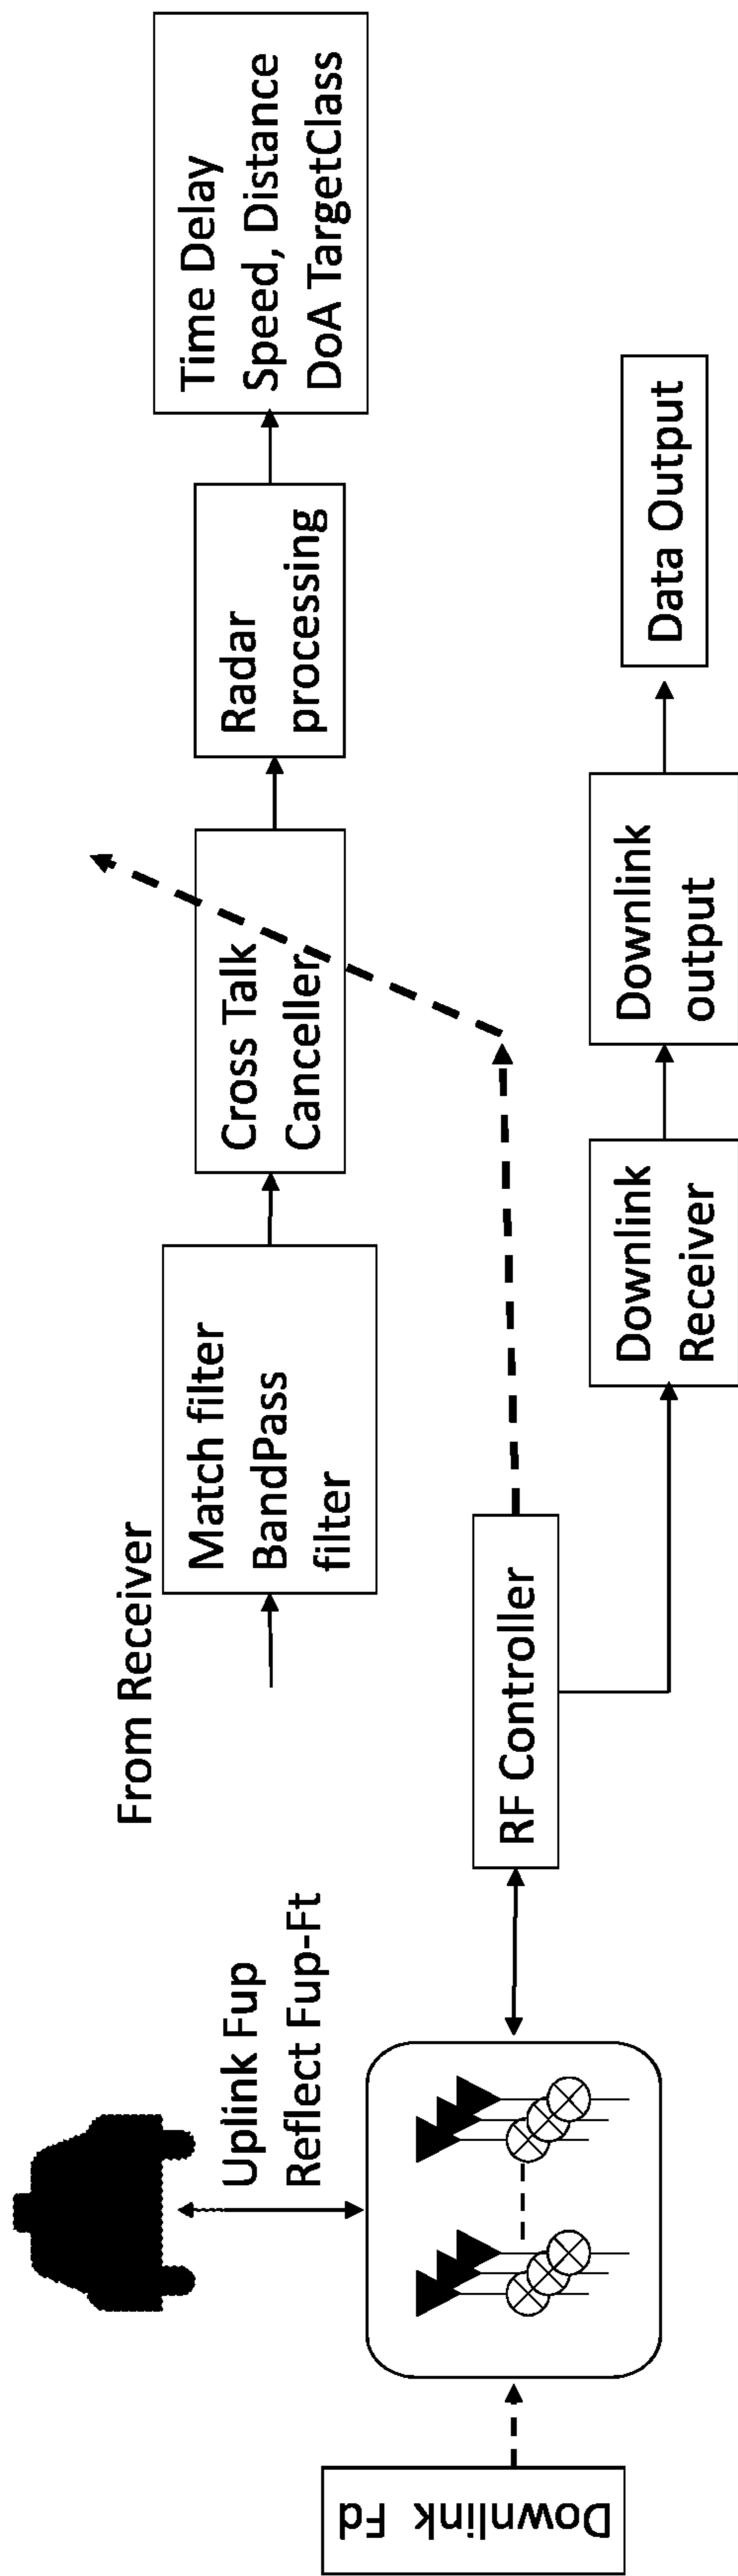 From Receiver
Match filter
BandPass
filter
Cross Talk
Canceller
Radar
processing
Time Delay
Speed, Distance
DoA TargetClass
Uplink Fup
Reflect Fup-Ft
Downlink Fd
RF Controller
Downlink
Receiver
Downlink
output
Data Output